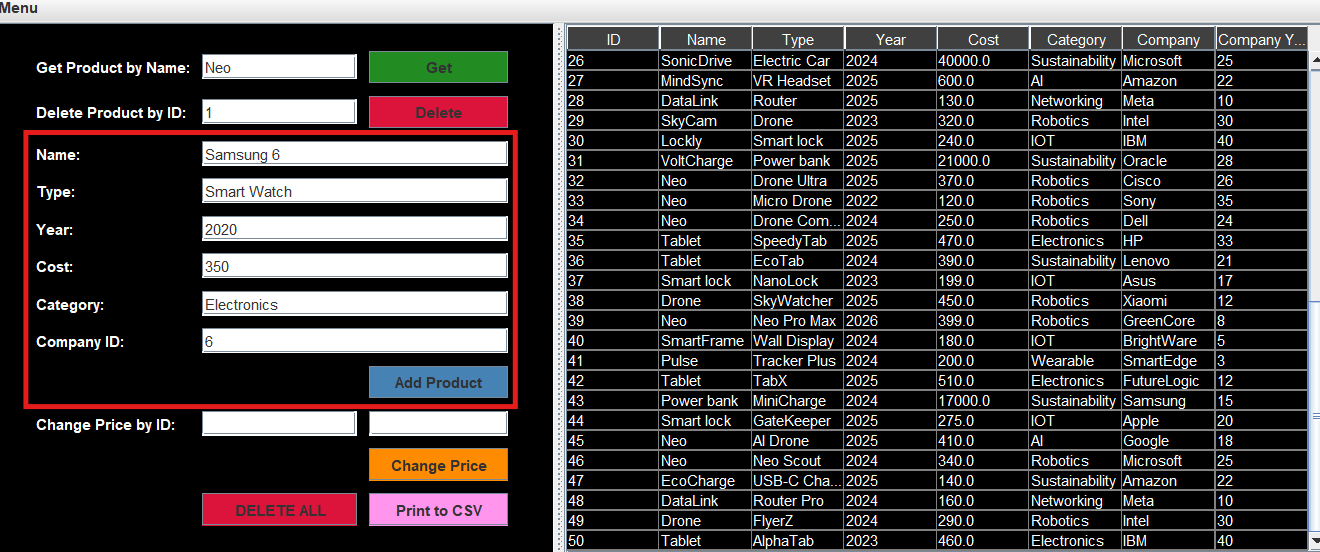 Menu
Get Product by Name: Neo Get
Delete Product by ID: 1 Delete
Name: Samsung 6
Type: Smart Watch
Year: 2020
Cost: 350
Category: Electronics
Company ID: 6
Add Product
Change Price by ID:
Change Price
DELETE ALL Print to CSV
ID Name Type Year Cost Category Company Company Y...
26 SonicDrive Electric Car 2024 40000.0 Sustainability Microsoft 25
27 MindSync VR Headset 2025 600.0 AI Amazon 22
28 DataLink Router 2025 130.0 Networking Meta 10
29 SkyCam Drone 2023 320.0 Robotics Intel 30
30 Lockly Smart lock 2025 240.0 IOT IBM 40
31 VoltCharge Power bank 2025 21000.0 Sustainability Oracle 28
32 Neo Drone Ultra 2025 370.0 Robotics Cisco 26
33 Neo Micro Drone 2022 120.0 Robotics Sony 35
34 Neo Drone Com... 2024 250.0 Robotics Dell 24
35 Tablet SpeedyTab 2025 470.0 Electronics HP 33
36 Tablet EcoTab 2024 390.0 Sustainability Lenovo 21
37 Smart lock NanoLock 2023 199.0 IOT Asus 17
38 Drone SkyWatcher 2025 450.0 Robotics Xiaomi 12
39 Neo Neo Pro Max 2026 399.0 Robotics GreenCore 8
40 SmartFrame Wall Display 2024 180.0 IOT BrightWare 5
41 Pulse Tracker Plus 2024 200.0 Wearable SmartEdge 3
42 Tablet TabX 2025 510.0 Electronics FutureLogic 12
43 Power bank MiniCharge 2024 17000.0 Sustainability Samsung 15
44 Smart lock GateKeeper 2025 275.0 IOT Apple 20
45 Neo AI Drone 2025 410.0 AI Google 18
46 Neo Neo Scout 2024 340.0 Robotics Microsoft 25
47 EcoCharge USB-C Cha... 2025 140.0 Sustainability Amazon 22
48 DataLink Router Pro 2024 160.0 Networking Meta 10
49 Drone FlyerZ 2024 290.0 Robotics Intel 30
50 Tablet AlphaTab 2023 460.0 Electronics IBM 40